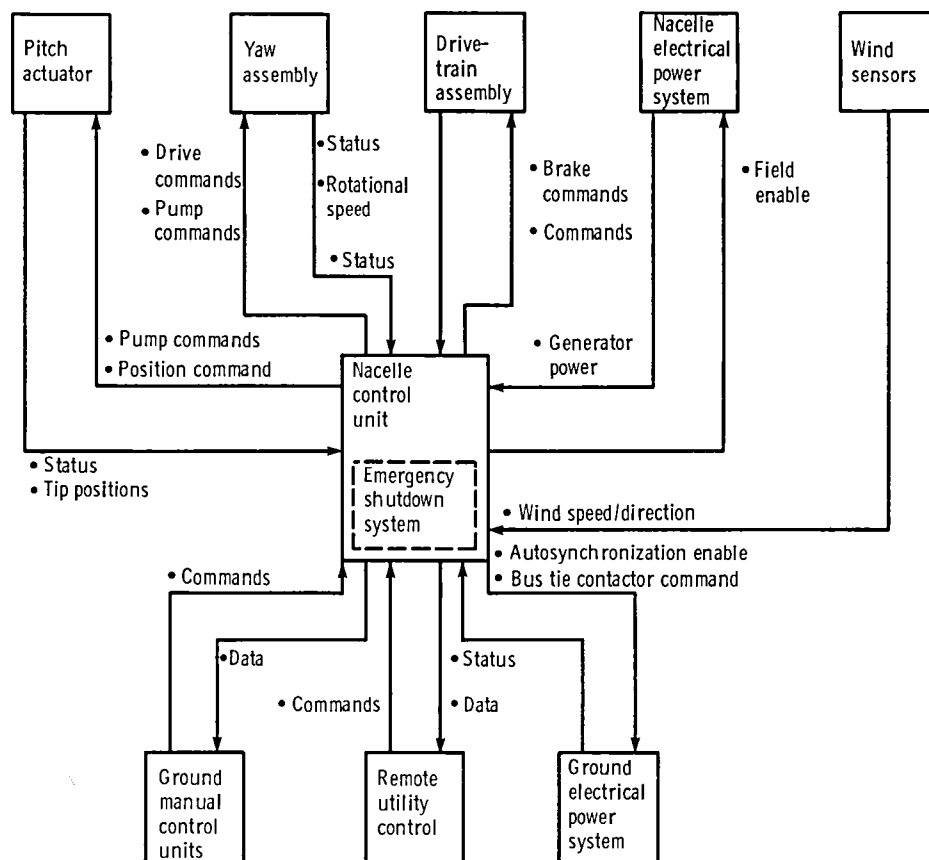 Pitch
actuator
Yaw
assembly
Drive-
train
assembly
Nacelle
electrical
power
system
Wind
sensors
• Drive
commands
• Pump
commands
• Status
• Rotational
speed
• Status
• Brake
commands
• Commands
• Field
enable
• Pump commands
• Position command
• Generator
power
Nacelle
control
unit
Emergency
shutdown
system
• Status
• Tip positions
• Wind speed/direction
• Autosynchronization enable
• Bus tie contactor command
• Commands
• Data
• Commands
• Status
• Data
Ground
manual
control
units
Remote
utility
control
Ground
electrical
power
system